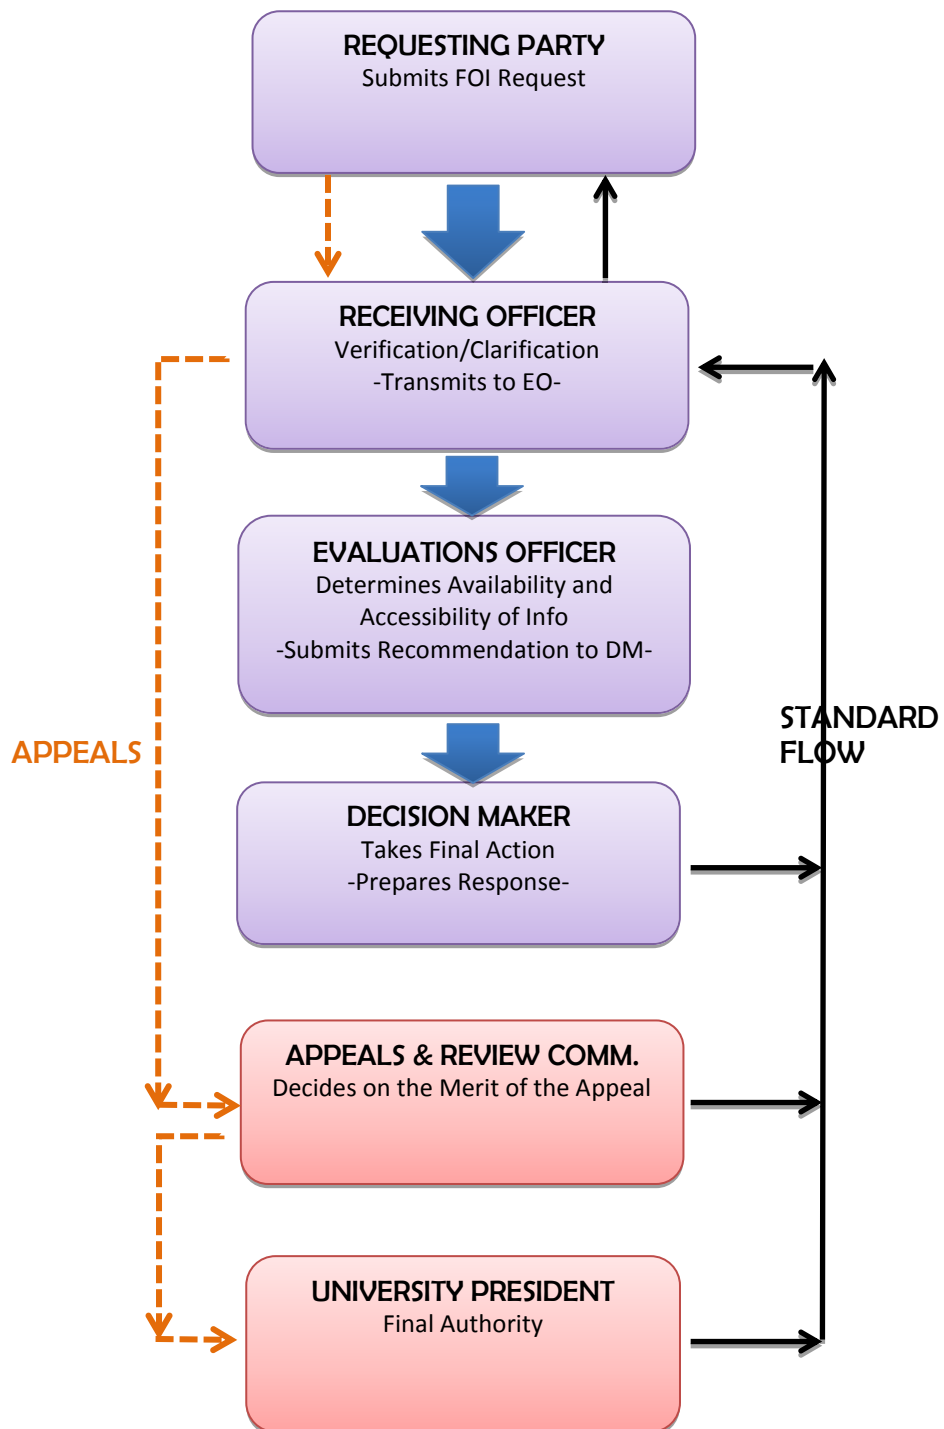 REQUESTING PARTY
Submits FOI Request
RECEIVING OFFICER
Verification/Clarification
-Transmits to EO-
EVALUATIONS OFFICER
Determines Availability and
Accessibility of Info
-Submits Recommendation to DM-
APPEALS
STANDARD
FLOW
DECISION MAKER
Takes Final Action
-Prepares Response-
APPEALS & REVIEW COMM.
Decides on the Merit of the Appeal
UNIVERSITY PRESIDENT
Final Authority